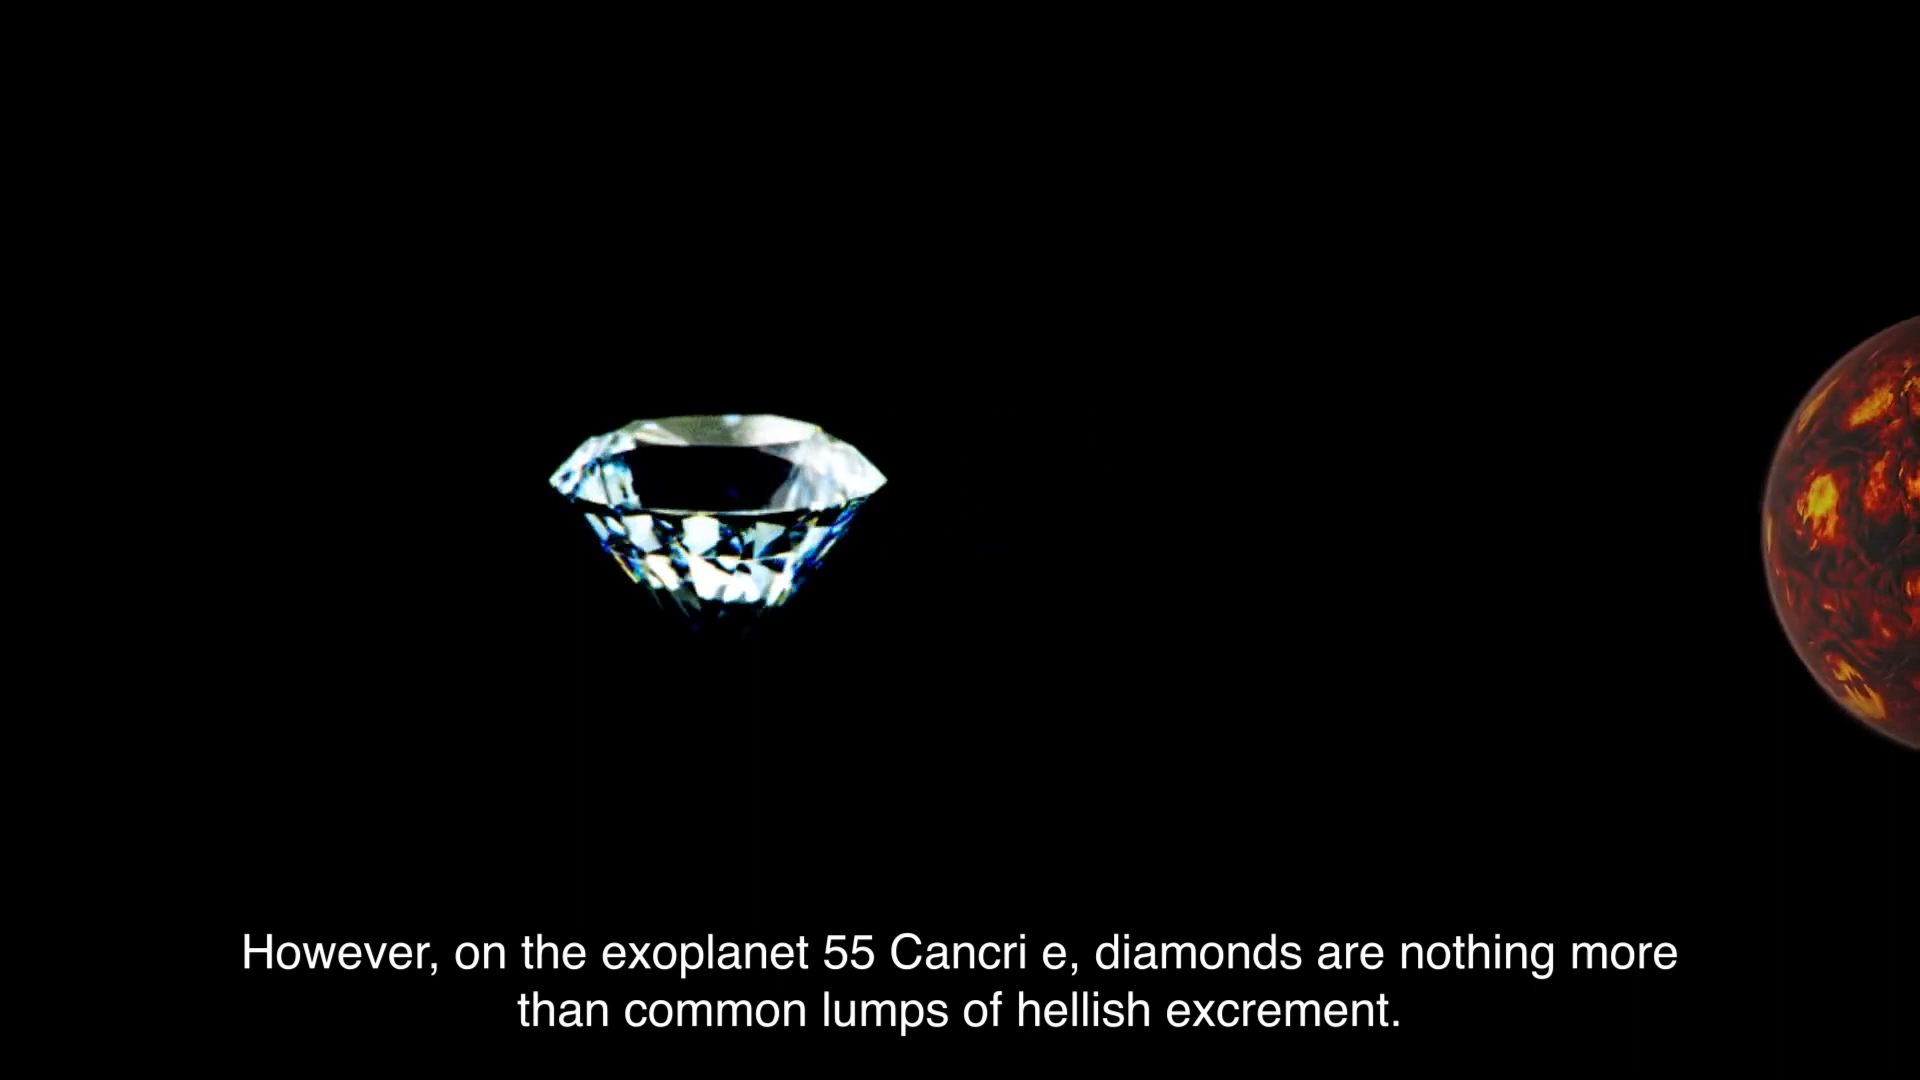 However, on the exoplanet 55 Cancri e, diamonds are nothing more
than common lumps of hellish excrement.